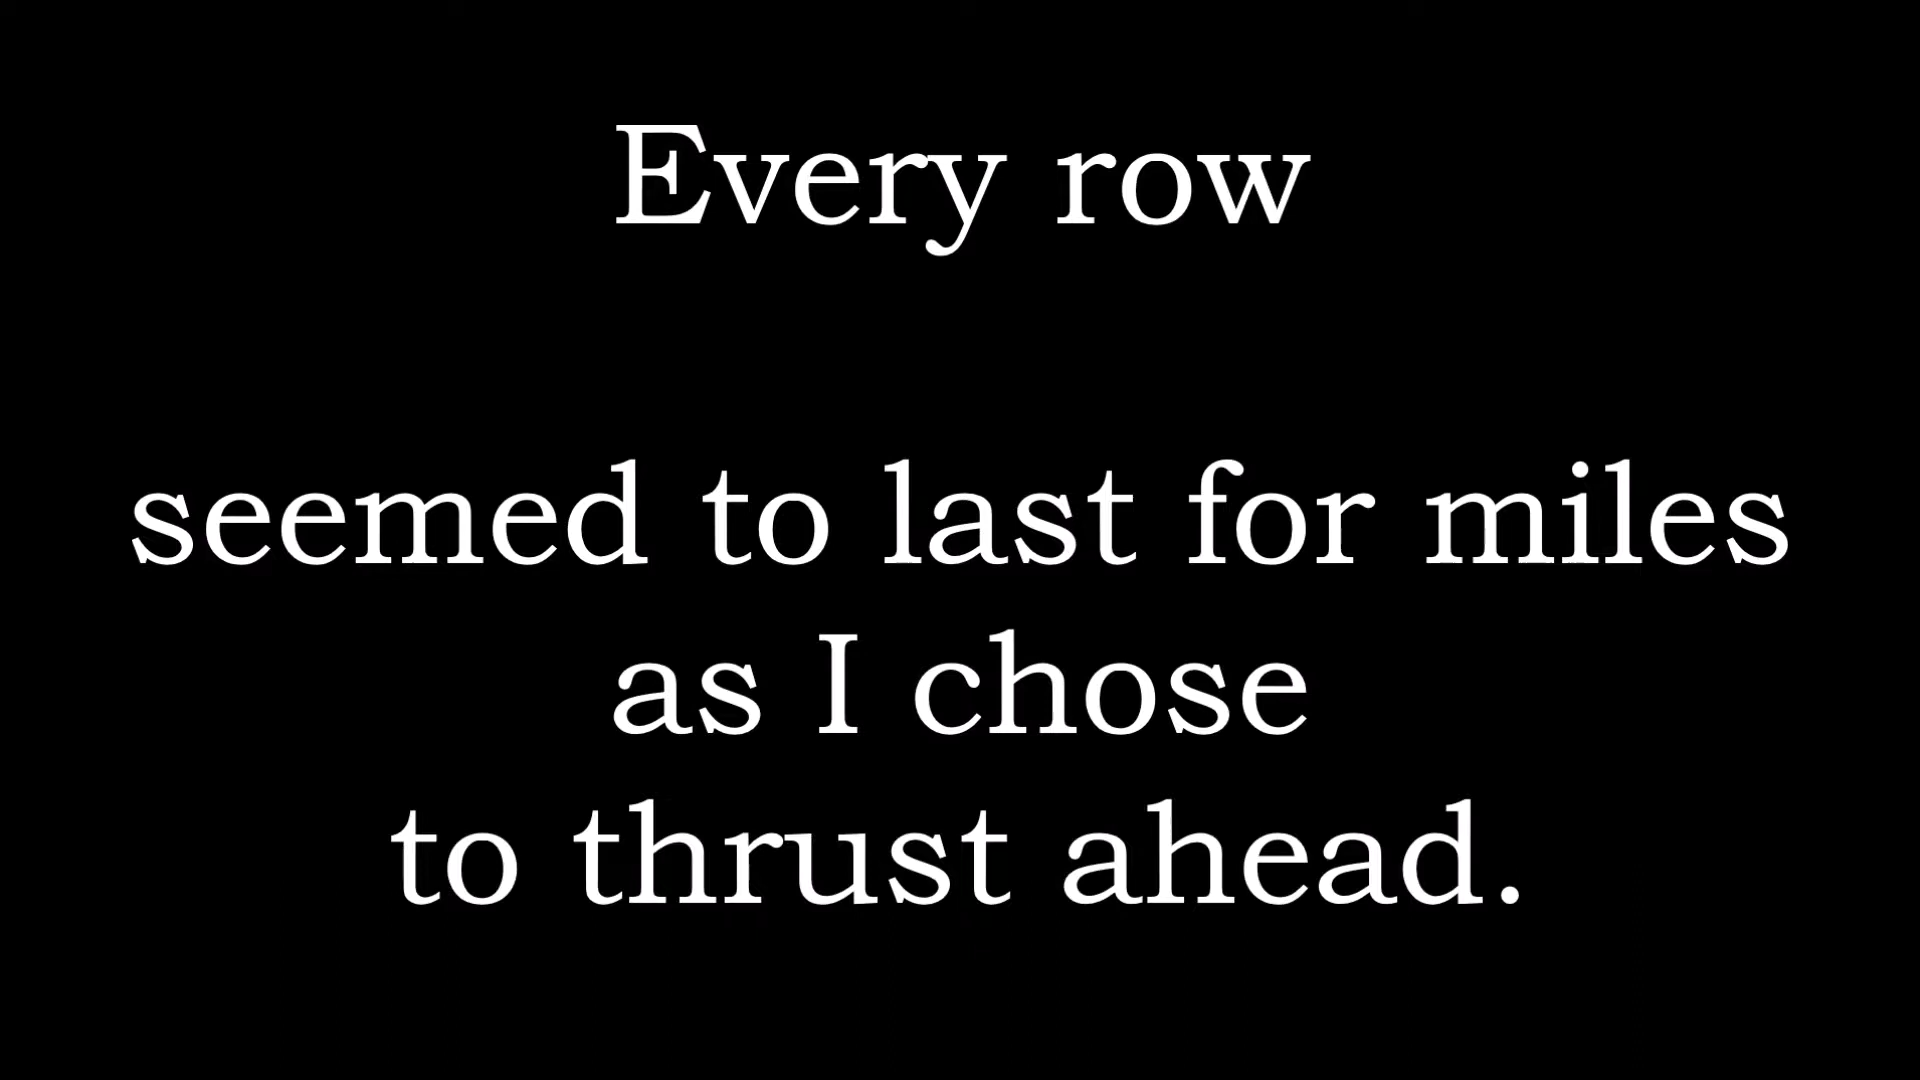 Every row
seemed to last for miles
as I chose
to thrust ahead.